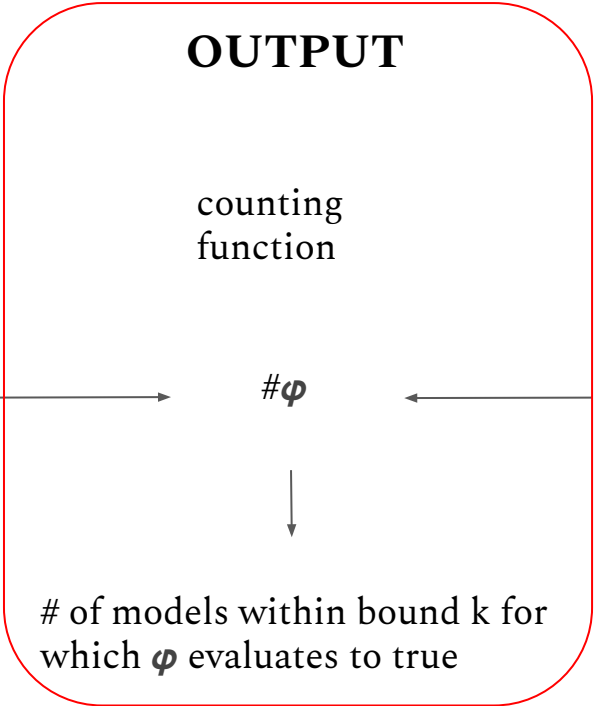 OUTPUT
counting
function
#φ
# of models within bound k for
which φ evaluates to true